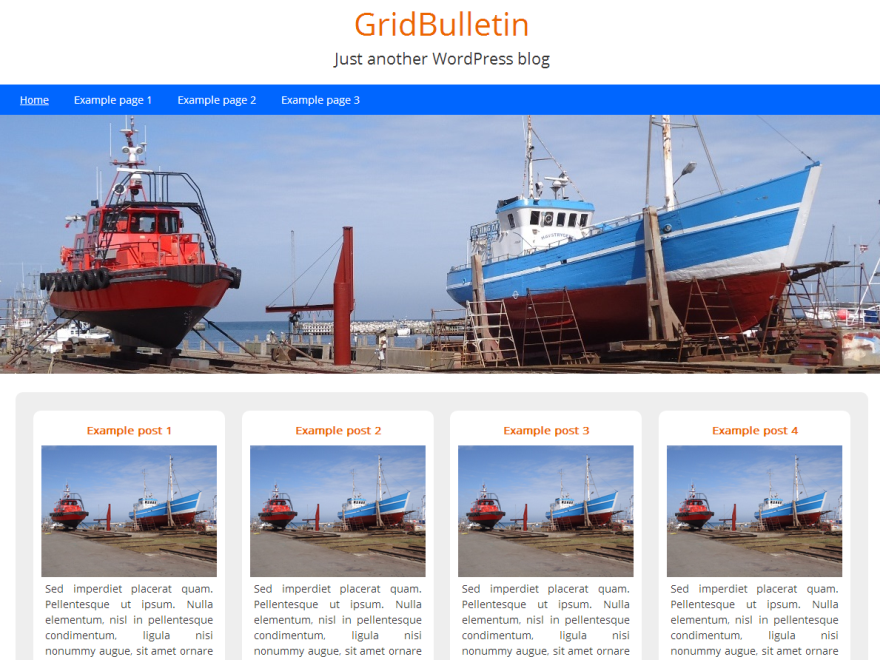 GridBulletin
Just another WordPress blog
Home Example page 1 Example page 2 Example page 3
Example post 1
Sed imperdiet placerat quam.
Pellentesque ut ipsum. Nulla
elementum, nisl in pellentesque
condimentum, ligula nisi
nonummy augue, sit amet ornare
Example post 2
Sed imperdiet placerat quam.
Pellentesque ut ipsum. Nulla
elementum, nisl in pellentesque
condimentum, ligula nisi
nonummy augue, sit amet ornare
Example post 3
Sed imperdiet placerat quam.
Pellentesque ut ipsum. Nulla
elementum, nisl in pellentesque
condimentum, ligula nisi
nonummy augue, sit amet ornare
Example post 4
Sed imperdiet placerat quam.
Pellentesque ut ipsum. Nulla
elementum, nisl in pellentesque
condimentum, ligula nisi
nonummy augue, sit amet ornare